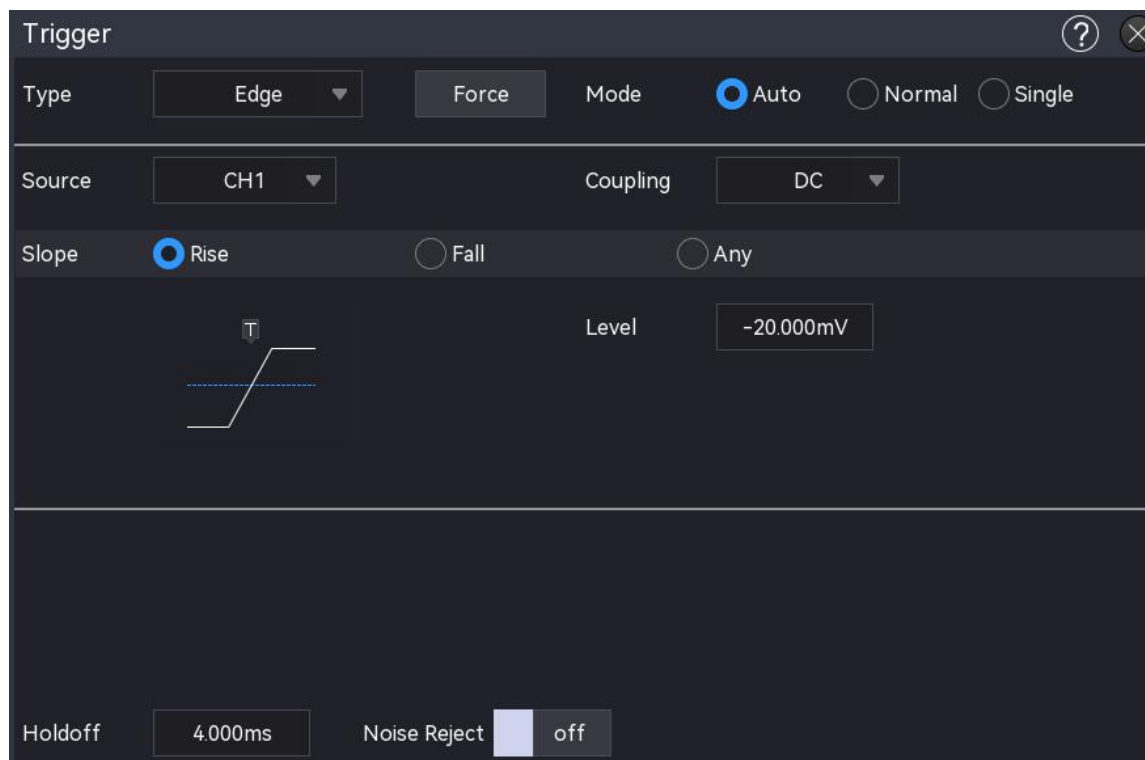 Trigger ?
Type Edge Force Mode Auto Normal Single
Source CH1 Coupling DC
Slope Rise Fall Any
T
Level -20.000mV
Holdoff 4.000ms Noise Reject off